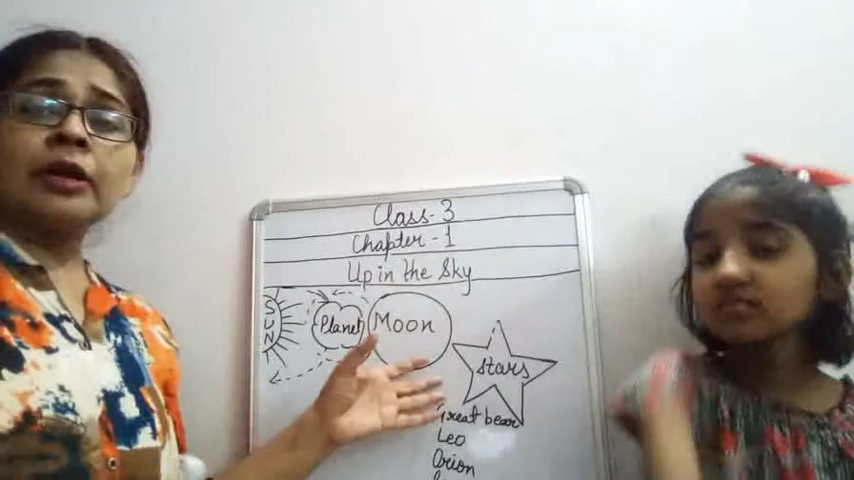 Class-3
Chapter-1
Up in the Sky
SUN
Planet
Moon
Stars
Great bear
Leo
Orion